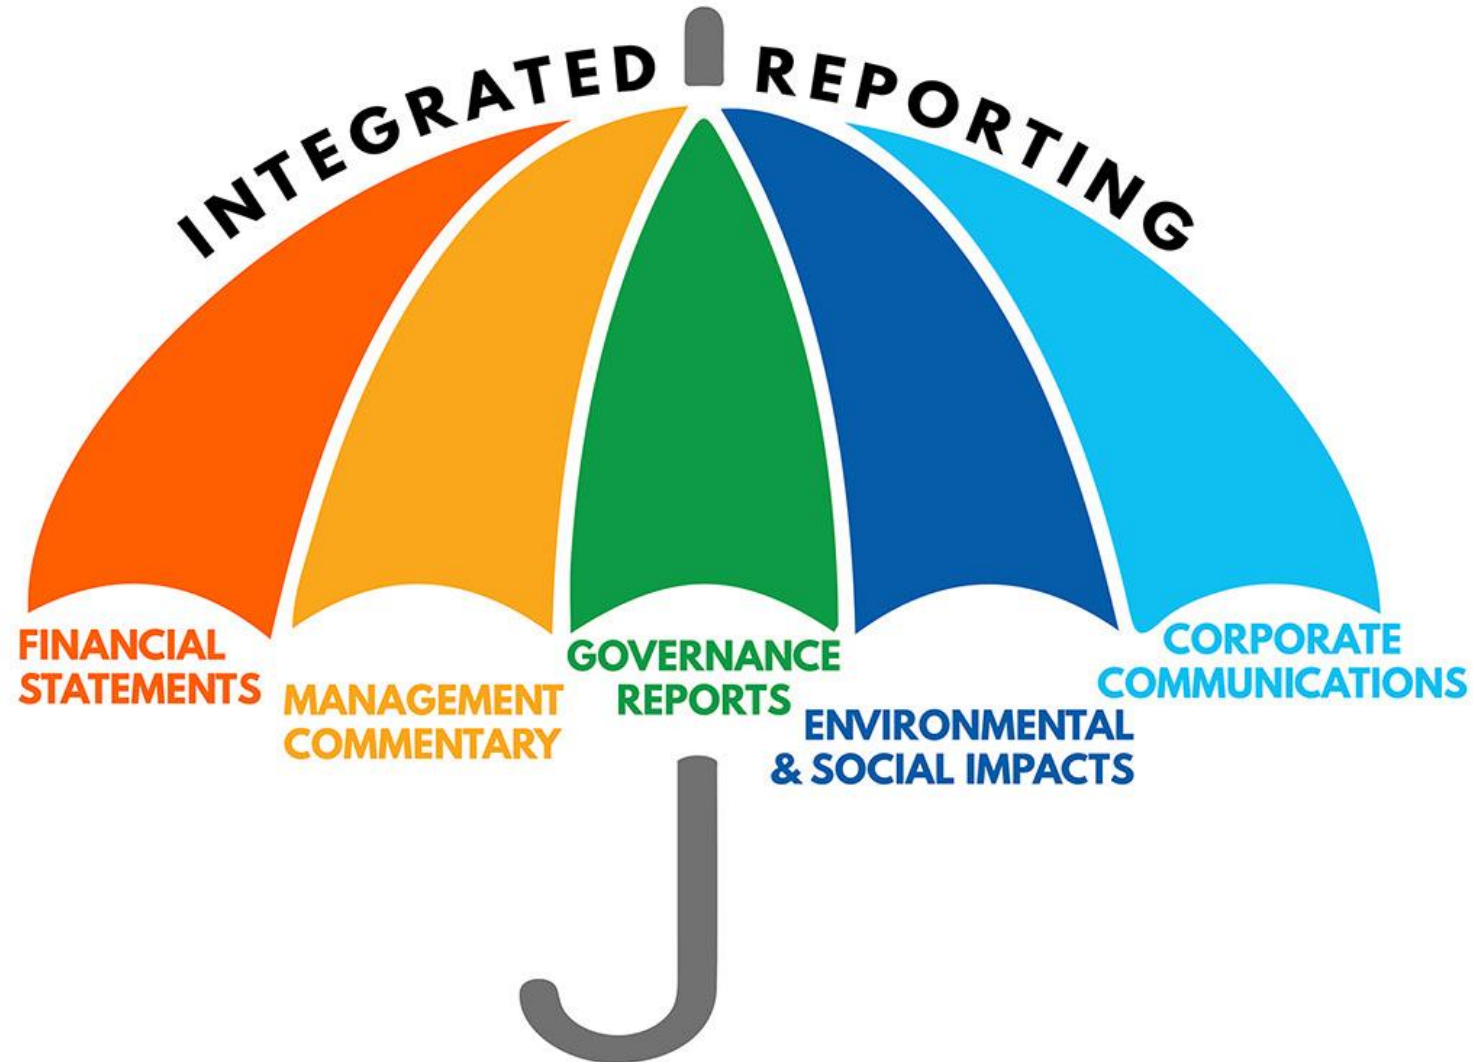 INTEGRATED REPORTING
FINANCIAL
STATEMENTS
MANAGEMENT
COMMENTARY
GOVERNANCE
REPORTS
ENVIRONMENTAL
& SOCIAL IMPACTS
CORPORATE
COMMUNICATIONS